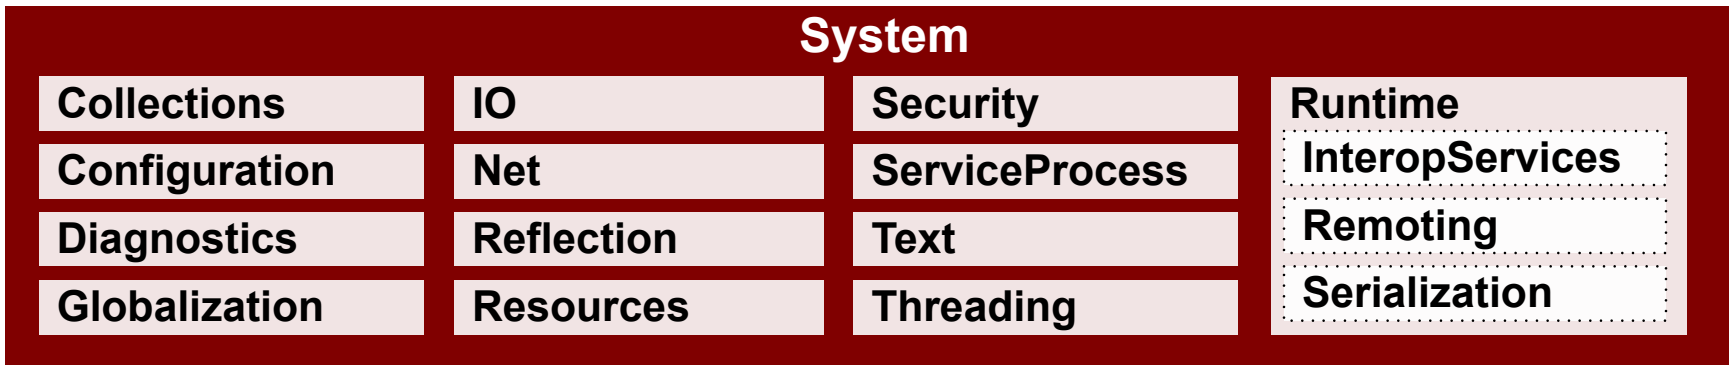 System
Collections
Configuration
Diagnostics
Globalization
IO
Net
Reflection
Resources
Security
ServiceProcess
Text
Threading
Runtime
InteropServices
Remoting
Serialization